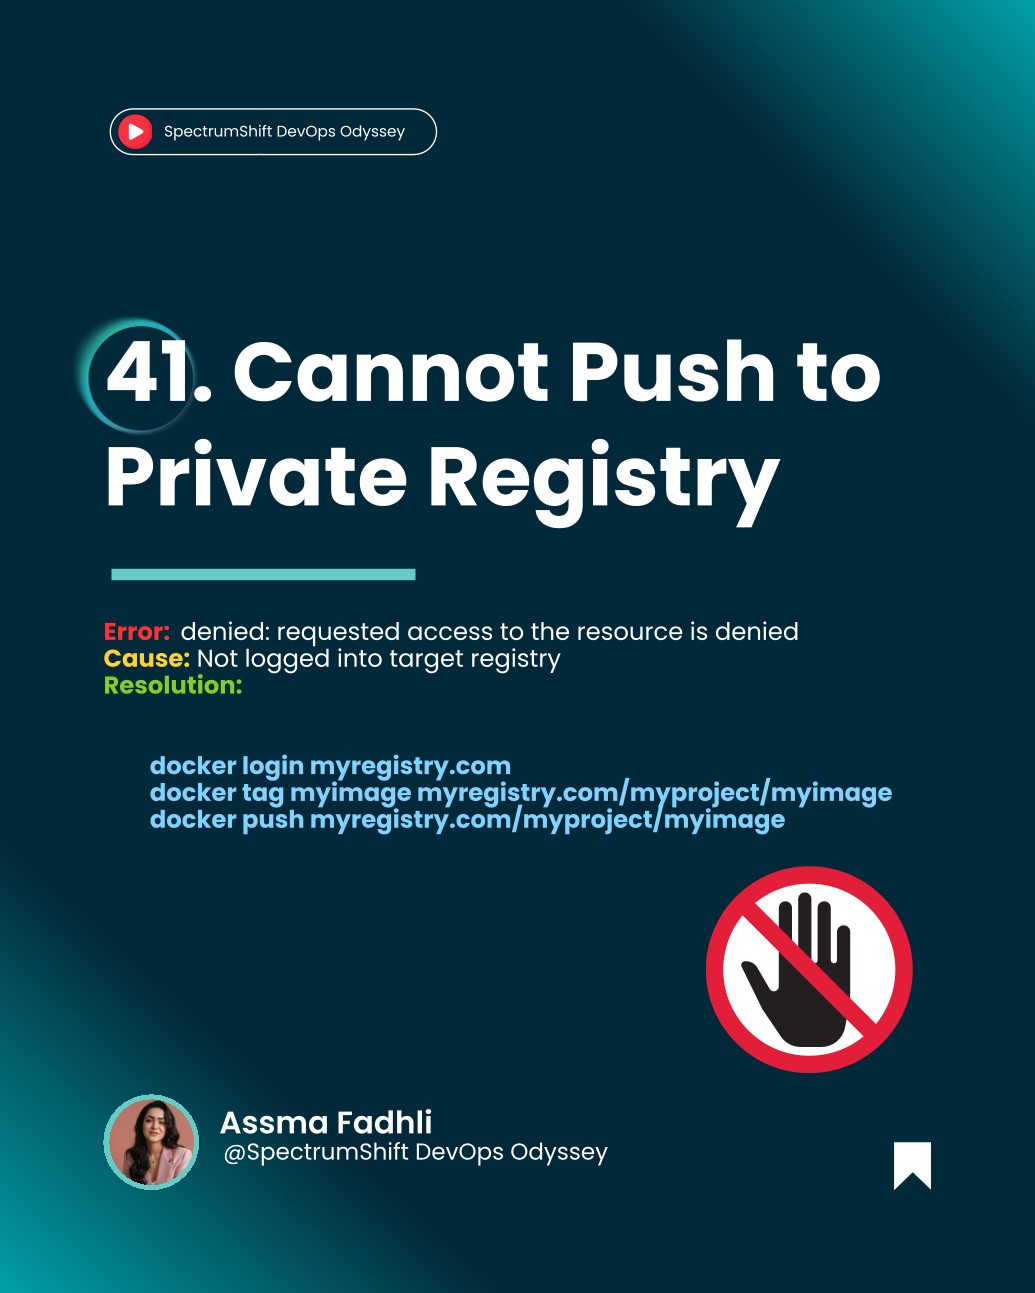 SpectrumShift DevOps Odyssey
41. Cannot Push to
Private Registry
Error: denied: requested access to the resource is denied
Cause: Not logged into target registry
Resolution:
docker login myregistry.com
docker tag myimage myregistry.com/myproject/myimage
docker push myregistry.com/myproject/myimage
Assma Fadhli
@SpectrumShift DevOps Odyssey